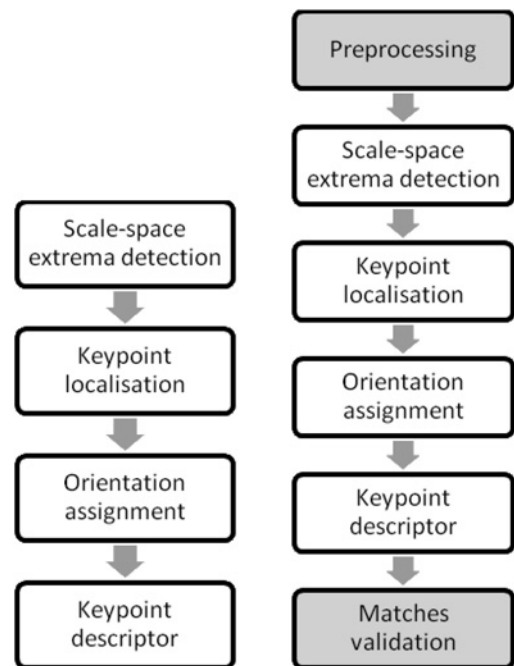 Scale-space
extrema detection
Keypoint
localisation
Orientation
assignment
Keypoint
descriptor
Preprocessing
Scale-space
extrema detection
Keypoint
localisation
Orientation
assignment
Keypoint
descriptor
Matches
validation